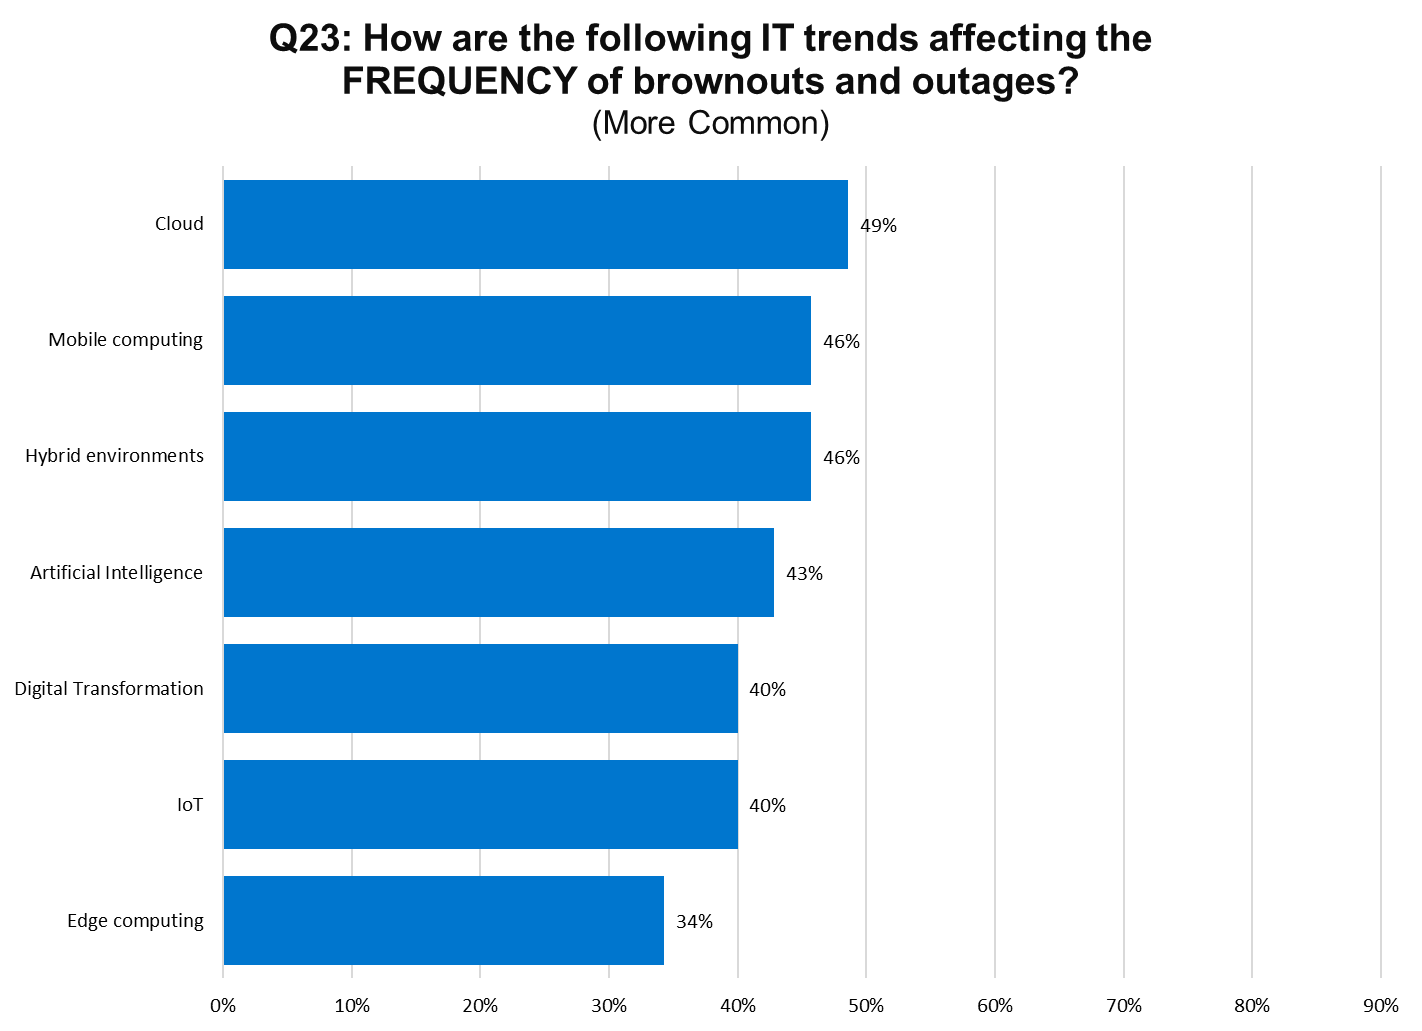 Q23: How are the following IT trends affecting the
FREQUENCY of brownouts and outages?
(More Common)
Cloud
49%
Mobile computing
46%
Hybrid environments
46%
Artificial Intelligence
43%
Digital Transformation
40%
IoT
40%
Edge computing
34%
0% 10% 20% 30% 40% 50% 60% 70% 80% 90%